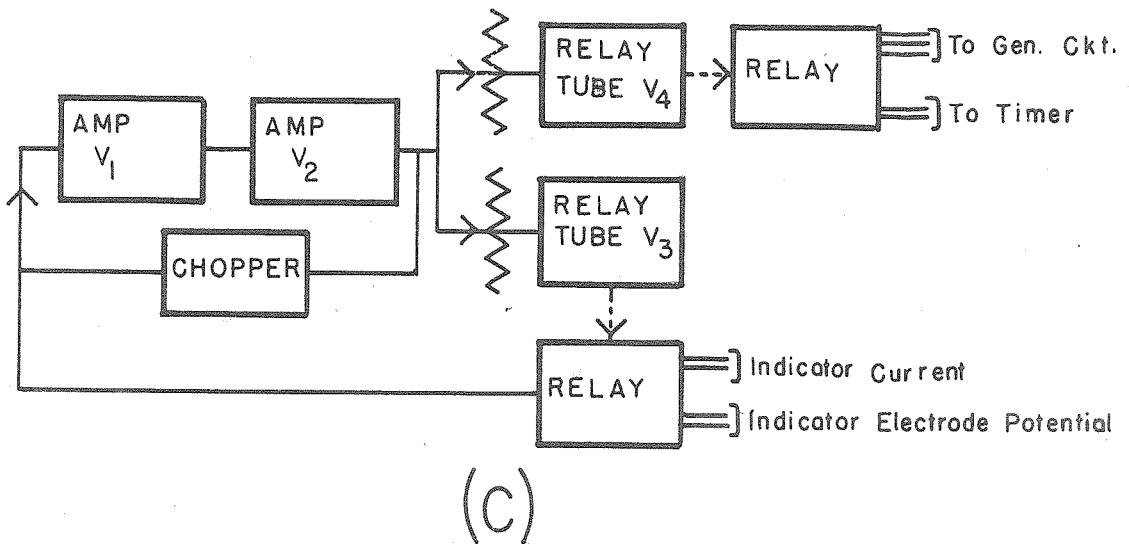 RELAY
TUBE V4
RELAY
To Gen. Ckt.
To Timer
AMP
V1
AMP
V2
RELAY
TUBE V3
CHOPPER
RELAY
Indicator Current
Indicator Electrode Potential
(C)